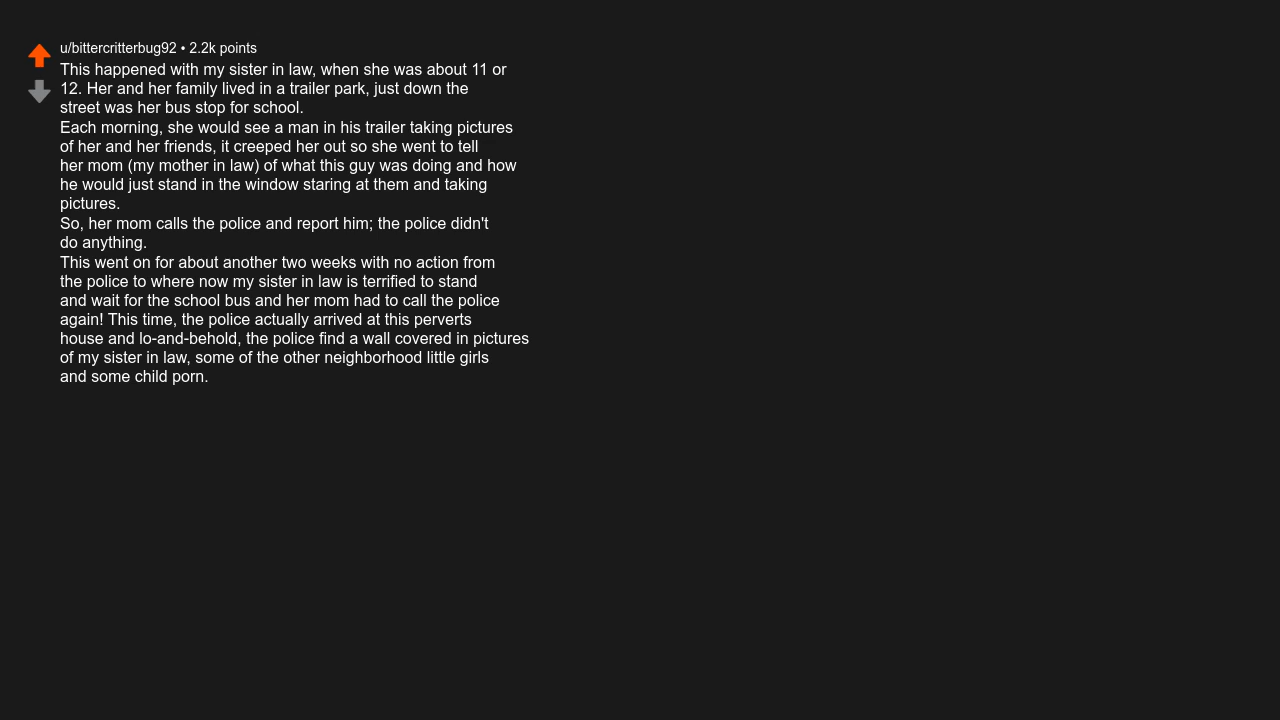 u/bittercritterbug92 • 2.2k points
This happened with my sister in law, when she was about 11 or
12. Her and her family lived in a trailer park, just down the
street was her bus stop for school.
Each morning, she would see a man in his trailer taking pictures
of her and her friends, it creeped her out so she went to tell
her mom (my mother in law) of what this guy was doing and how
he would just stand in the window staring at them and taking
pictures.
So, her mom calls the police and report him; the police didn't
do anything.
This went on for about another two weeks with no action from
the police to where now my sister in law is terrified to stand
and wait for the school bus and her mom had to call the police
again! This time, the police actually arrived at this perverts
house and lo-and-behold, the police find a wall covered in pictures
of my sister in law, some of the other neighborhood little girls
and some child porn.